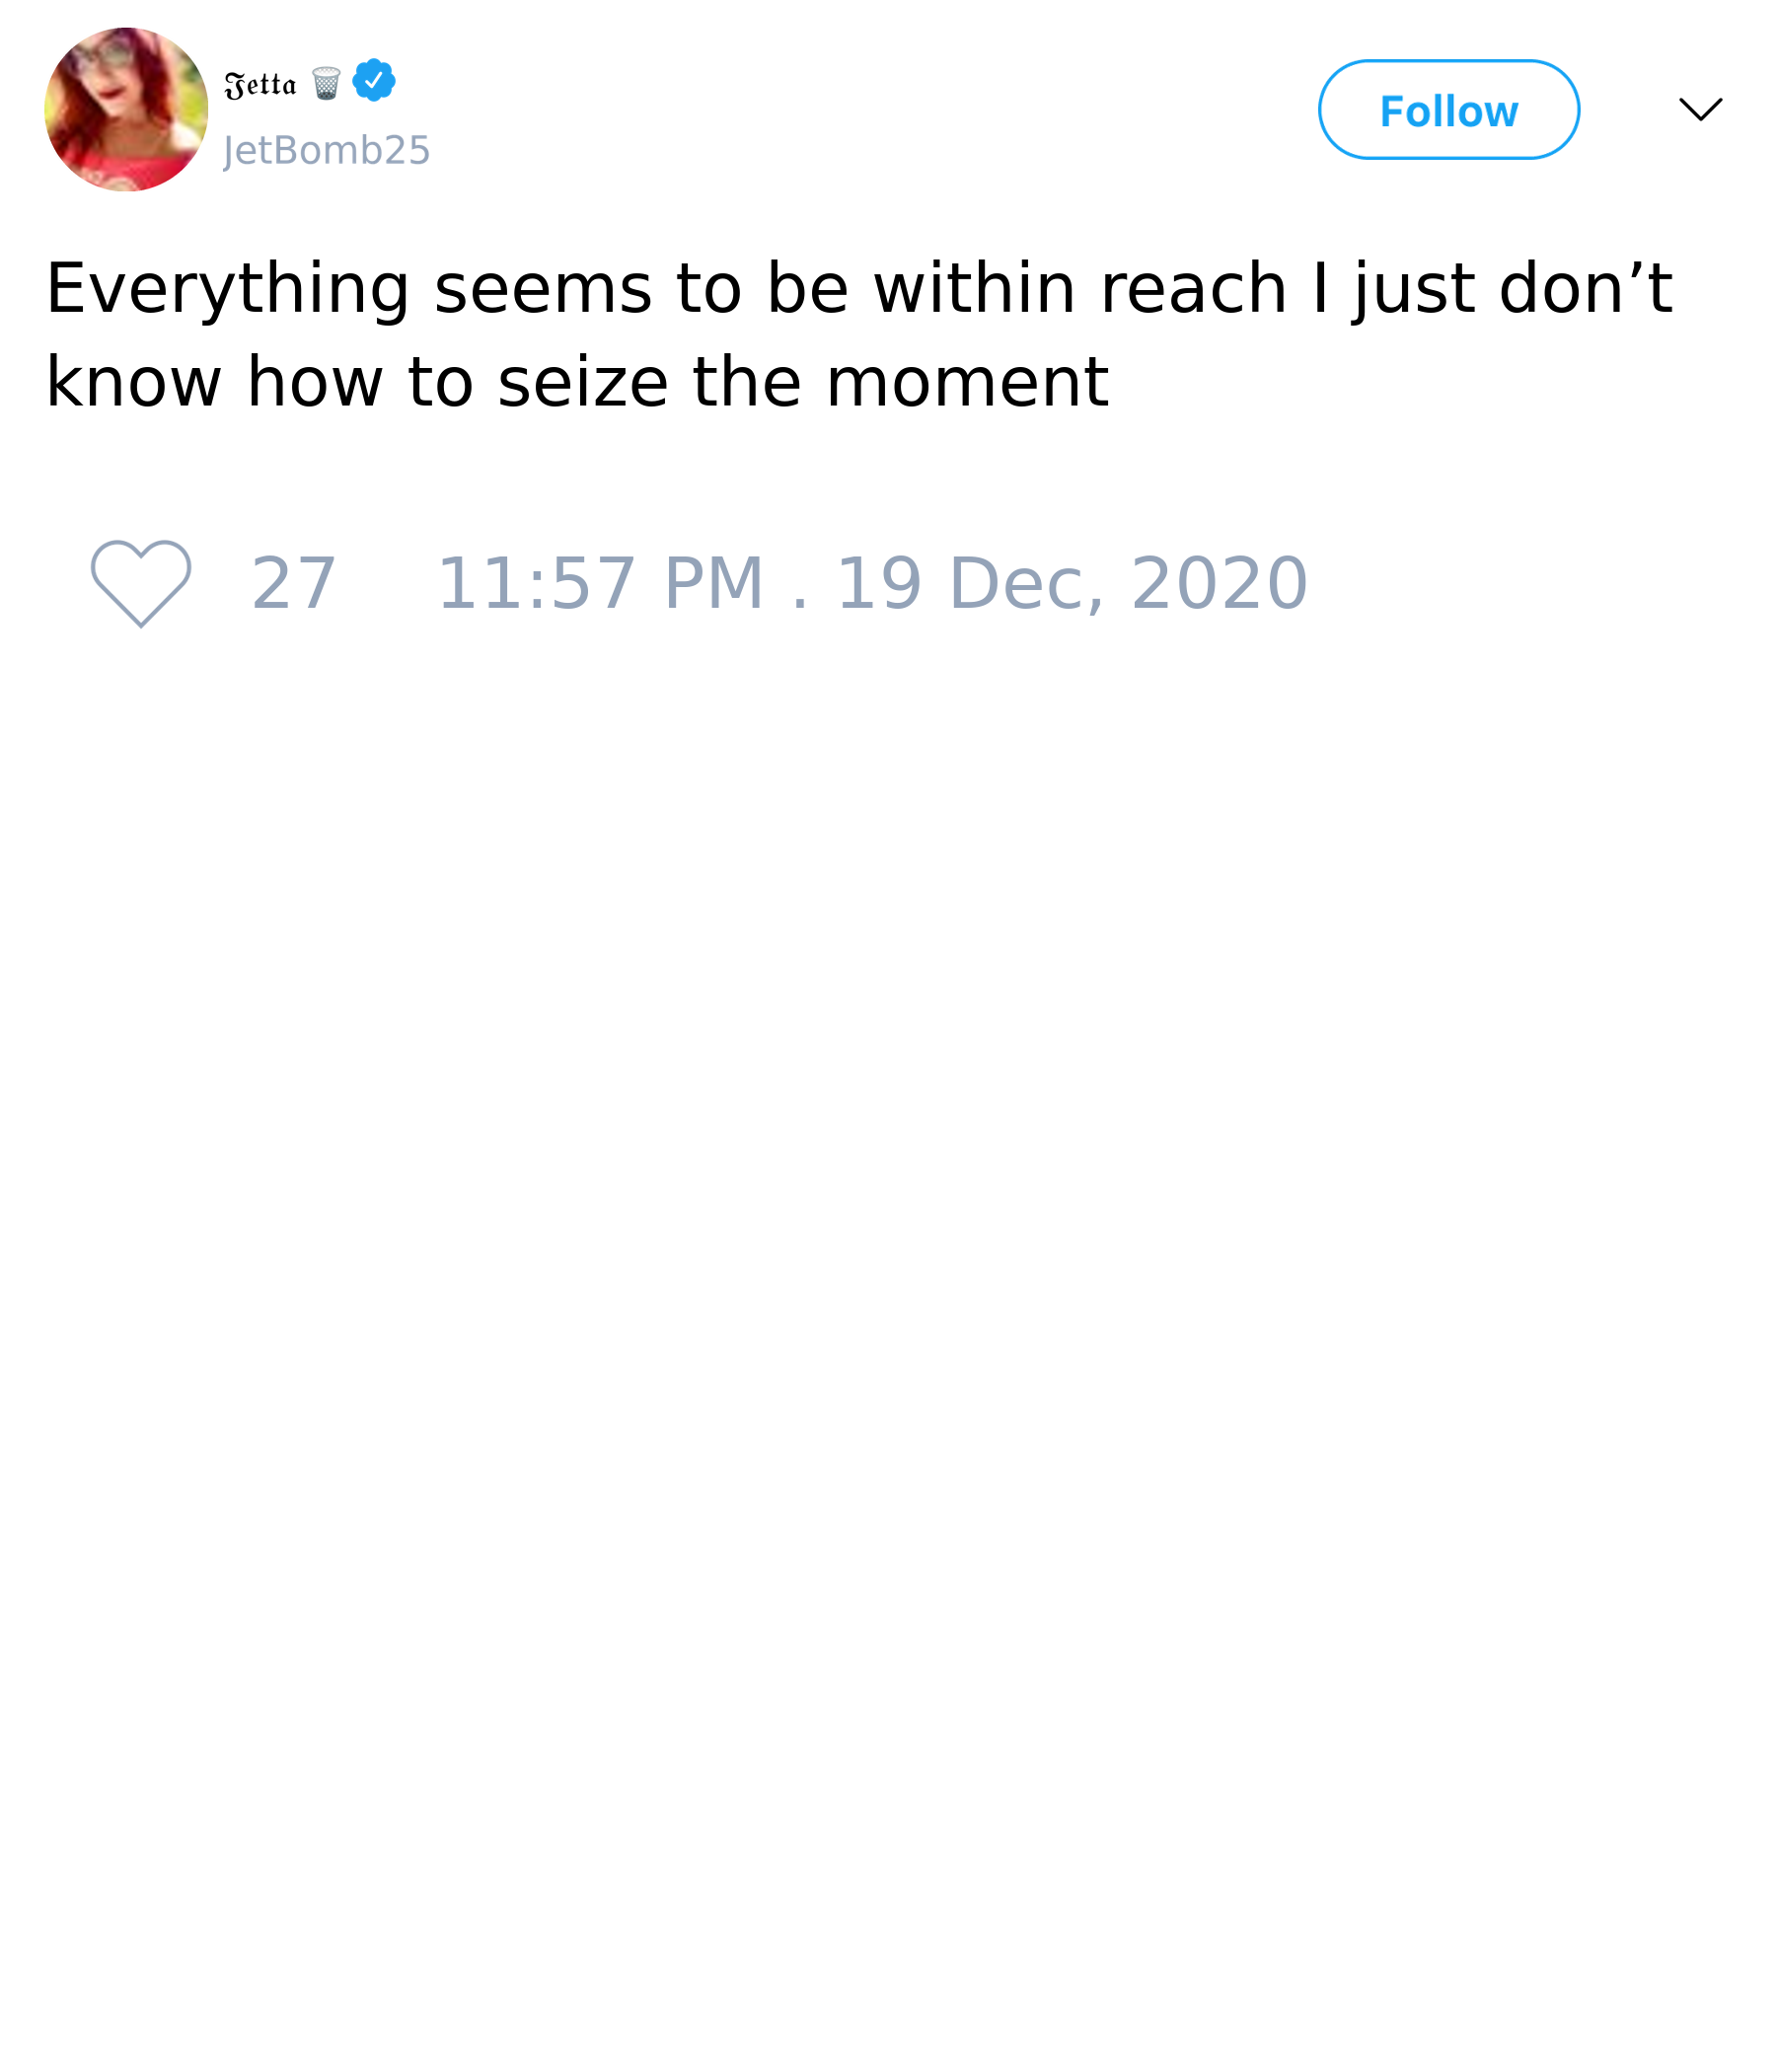 𝕵𝖊𝖙𝖙𝖆 🗑️
JetBomb25
Follow
Everything seems to be within reach I just don’t
know how to seize the moment
27 11:57 PM . 19 Dec, 2020